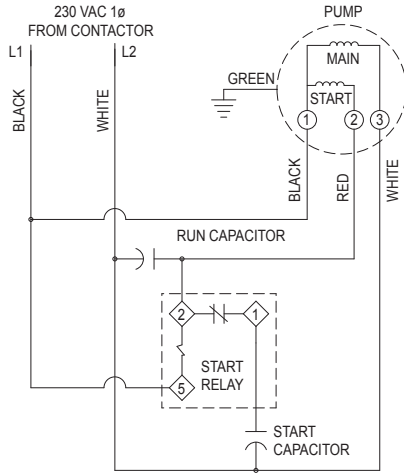 230 VAC 1ø
FROM CONTACTOR
L1
L2
PUMP
MAIN
START
GREEN
1
2
3
BLACK
WHITE
BLACK
RED
WHITE
RUN CAPACITOR
2
1
START
RELAY
5
START
CAPACITOR